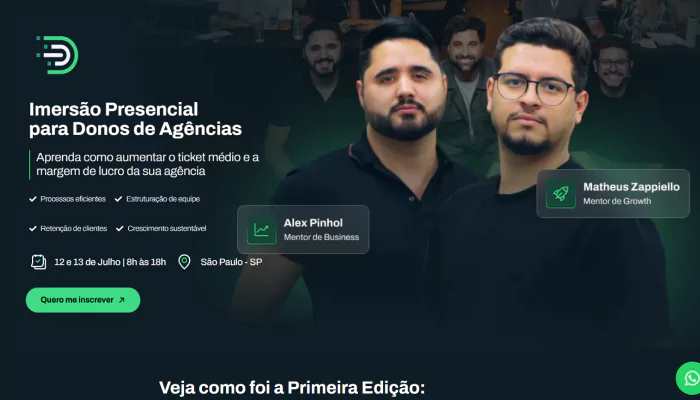 Imersão Presencial
para Donos de Agências
Aprenda como aumentar o ticket médio e a
margem de lucro da sua agência
Processsos eficientes
Estruturação de equipe
Retenção de clientes
Crescimento sustentável
12 e 13 de Julho | 8h às 18h
São Paulo - SP
Quero me inscrever
Alex Pinhol
Mentor de Business
Matheus Zappiello
Mentor de Growth
Veja como foi a Primeira Edição: